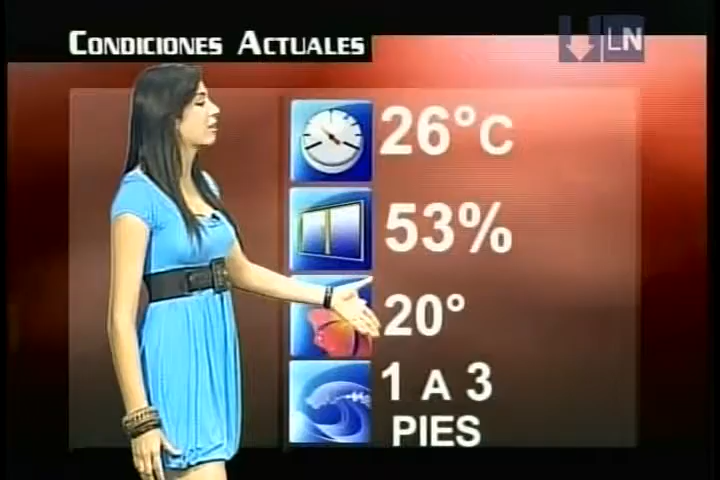 CONDICIONES ACTUALES
LN
26°C
53%
20°
1 A 3
PIES